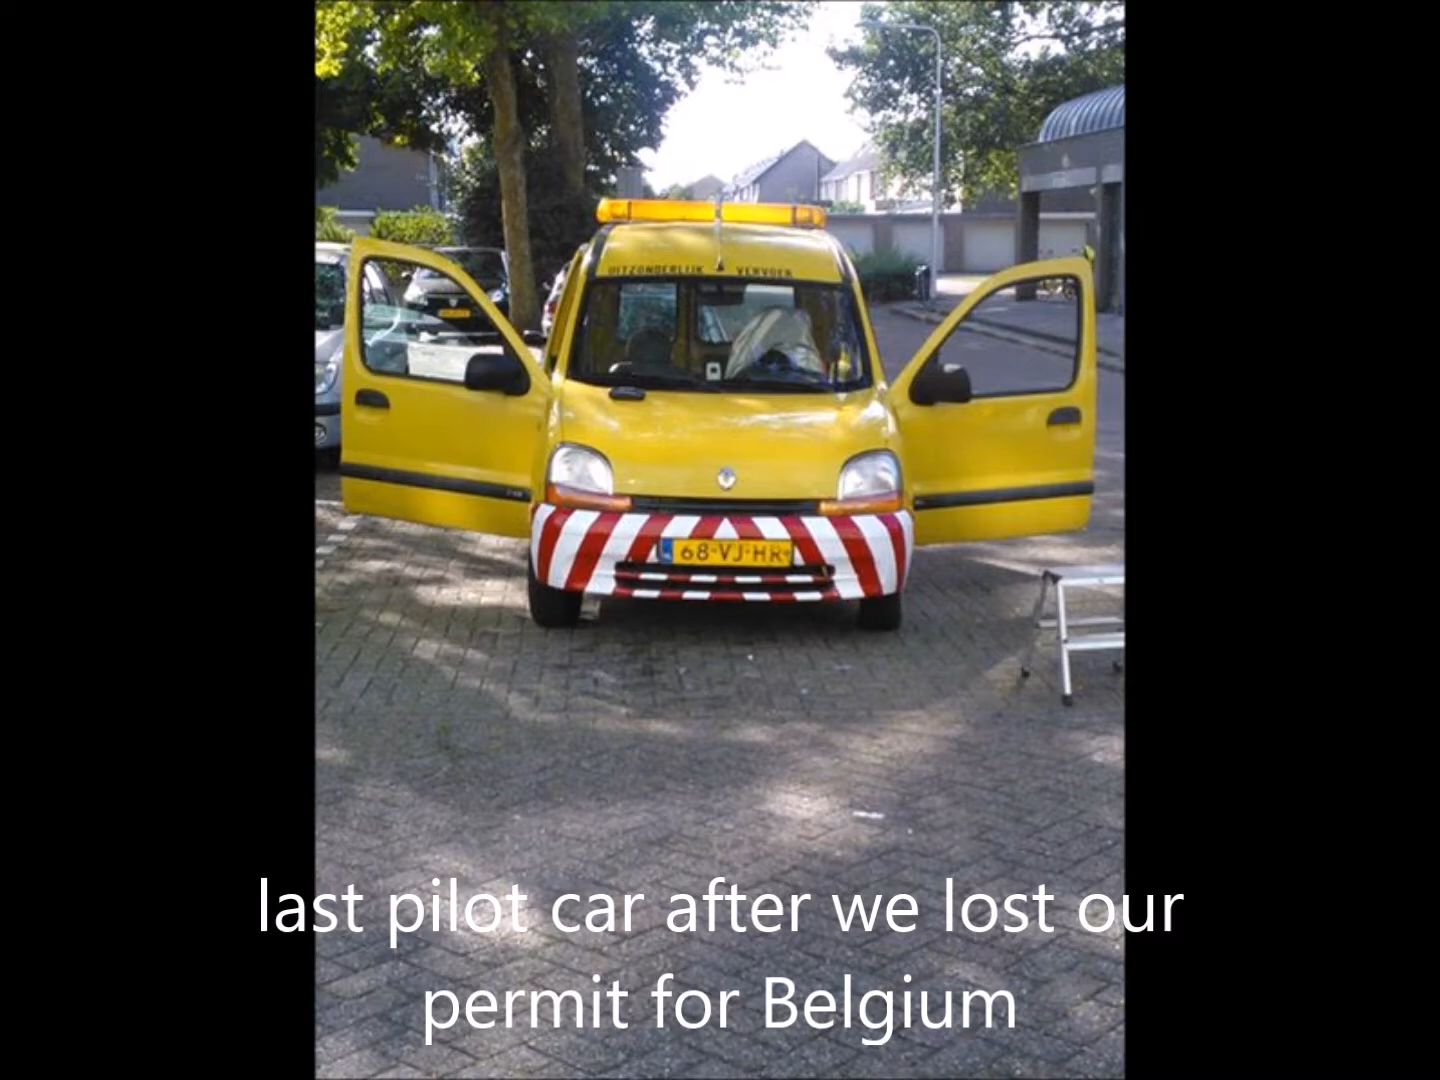 UITZONDERLIJK VERVOER
68-VJ-HR
last pilot car after we lost our
permit for Belgium